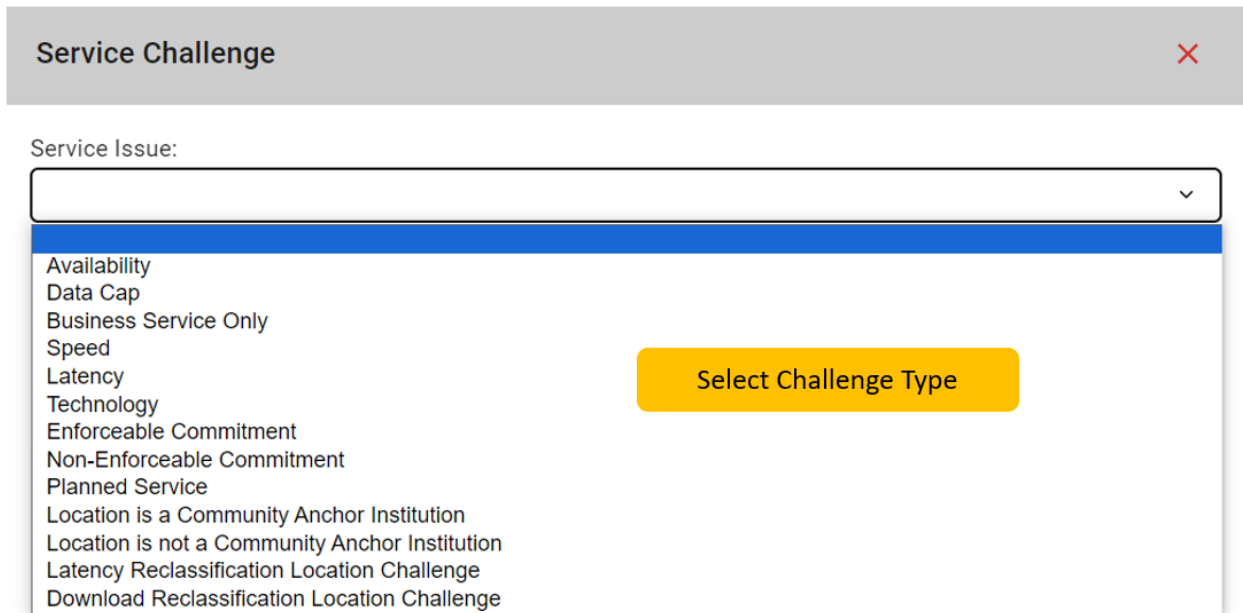 Service Challenge
Service Issue:
Availability
Data Cap
Business Service Only
Speed
Latency
Select Challenge Type
Technology
Enforceable Commitment
Non-Enforceable Commitment
Planned Service
Location is a Community Anchor Institution
Location is not a Community Anchor Institution
Latency Reclassification Location Challenge
Download Reclassification Location Challenge